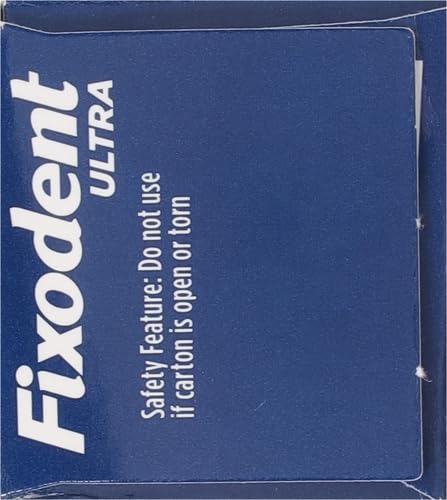 Fixodent
ULTRA
Safety Feature: Do not use
if carton is open or torn